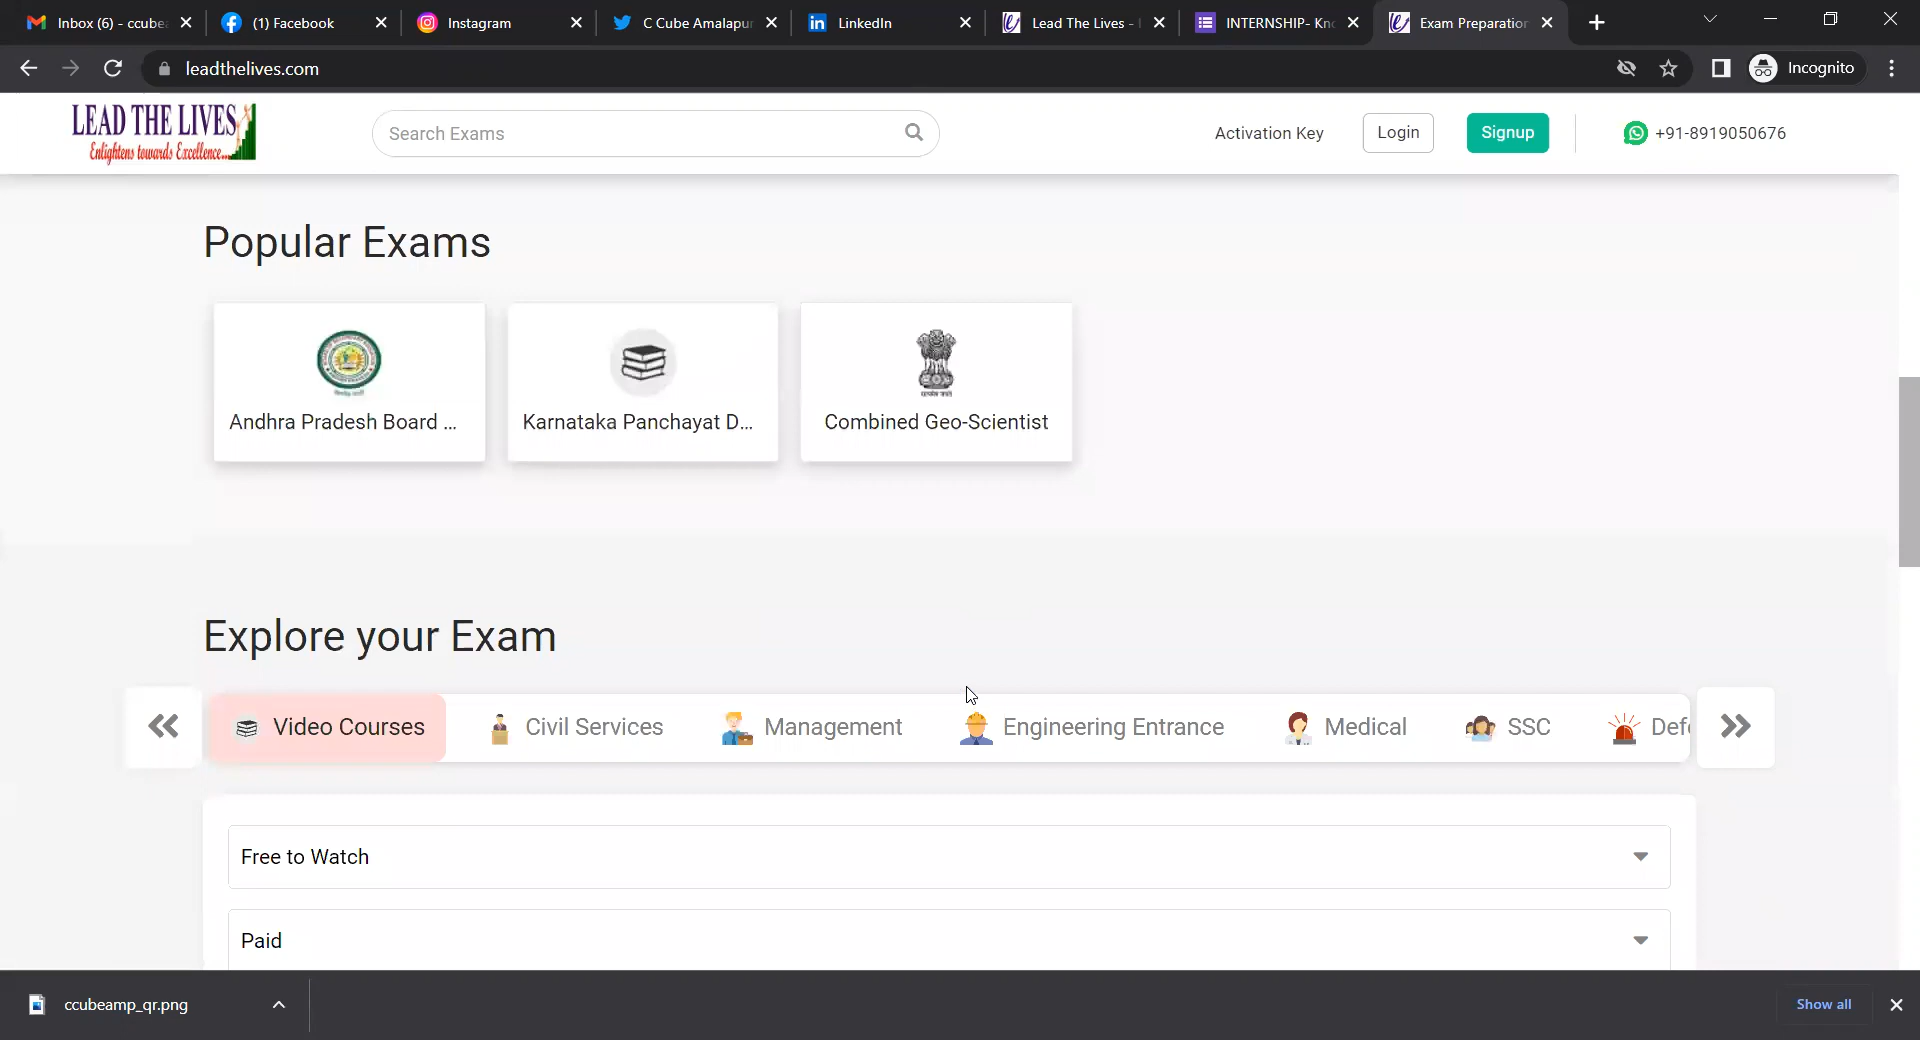 Inbox (6) - ccube
(1) Facebook
Instagram
C Cube Amalapur
LinkedIn
Lead The Lives -
INTERNSHIP- Kno
Exam Preparation
leadthelives.com
Incognito
LEAD THE LIVES
Enlightens towards Excellence...
Search Exams
Activation Key
Login
Signup
+91-8919050676
Popular Exams
Andhra Pradesh Board ...
Karnataka Panchayat D...
Combined Geo-Scientist
Explore your Exam
Video Courses
Civil Services
Management
Engineering Entrance
Medical
SSC
Defe
Free to Watch
Paid
ccubeamp_qr.png
Show all